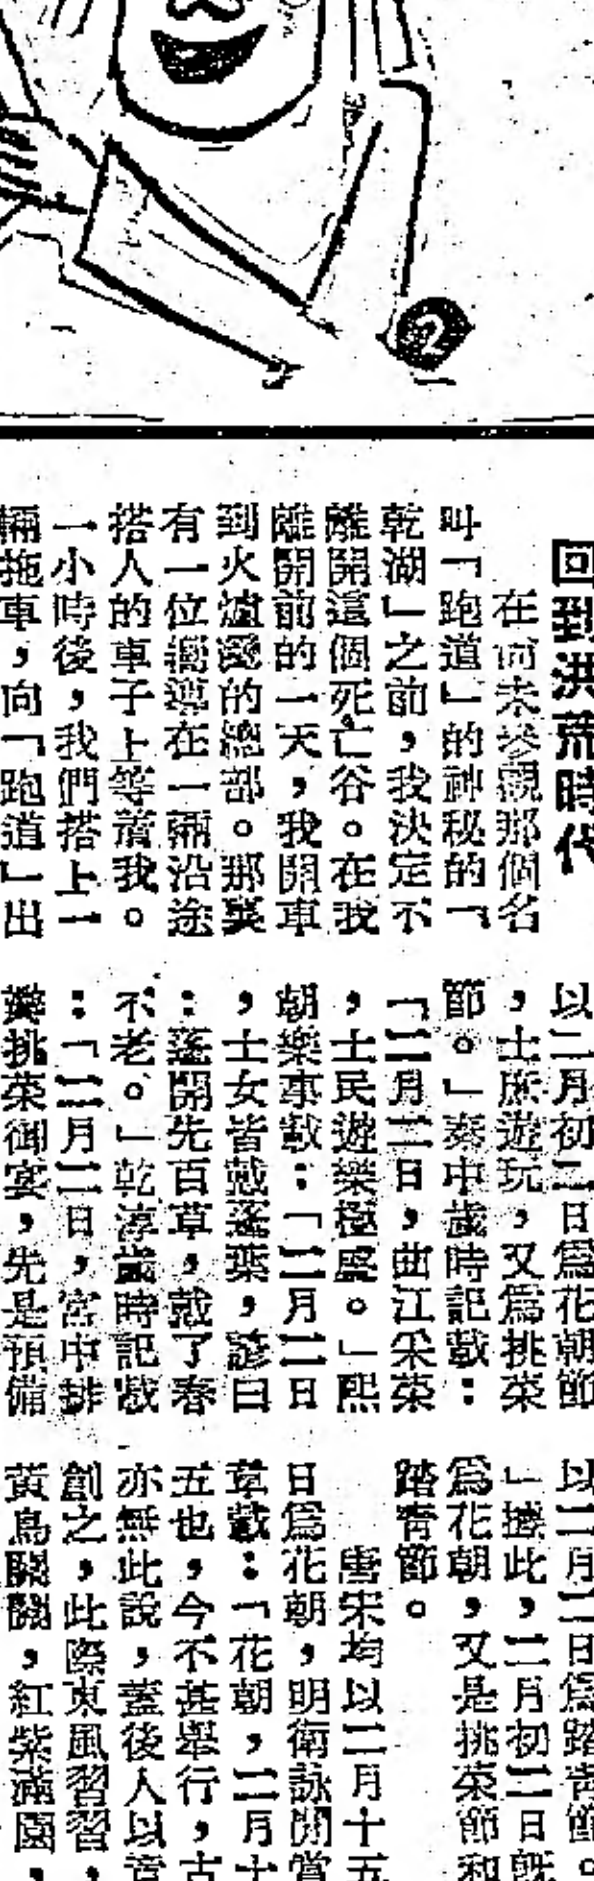 2
回到洪荒時代
在尚未參觀那個名
叫「跑道」的神秘的「
乾湖」之前，我決定不
離開這個死亡谷。在我
離開前的一天，我開車
到火爐溪的總部。那裏
有一位嚮導在一輛沿途
搭人的車子上等着我。
一小時後，我們搭上一
輛拖車，向「跑道」出
以二月初二日爲花朝節
，士庶遊玩，又爲挑菜
節。」秦中歲時記載：
「二月二日，曲江采菜
，士民遊樂極盛。」熙
朝樂事載：「二月二日
，士女皆戴蓬葉，諺曰
：蓬開先百草，戴了春
不老。」乾淳歲時記載
：「二月二日，宮中排
辦挑菜御宴，先是預備
以二月二日爲踏青節。
」據此，二月初二日既
爲花朝，又是挑菜節和
踏青節。
唐宋均以二月十五
日爲花朝，明衛詠閒賞
章載：「花朝，二月十
五也，今不甚舉行，古
亦無此說，蓋後人以意
創之，此際東風習習，
黃鳥關關，紅紫滿園，